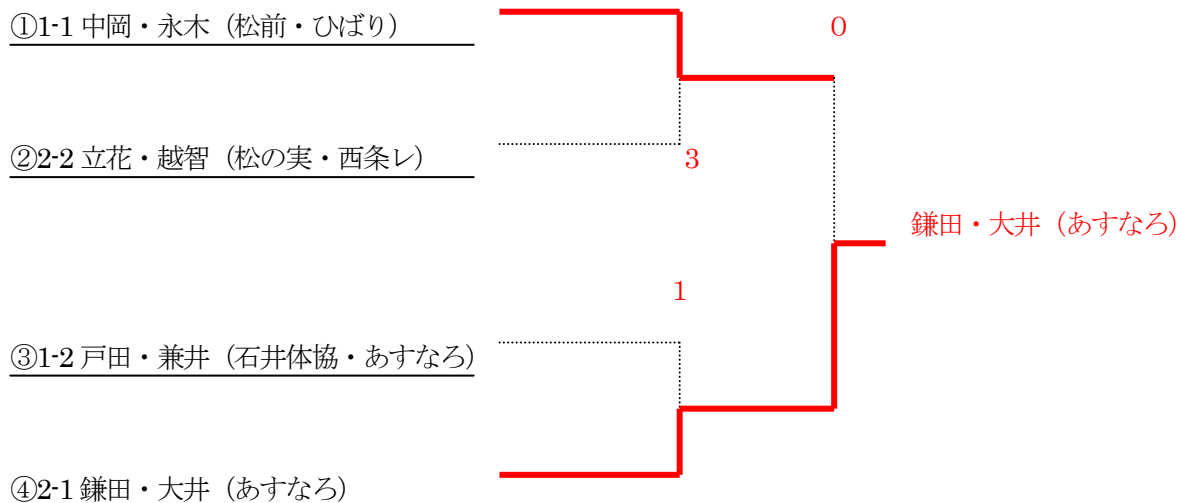 ①1-1 中岡・永木（松前・ひばり）
0
②2-2 立花・越智（松の実・西条レ）
3
鎌田・大井（あすなろ）
1
③1-2 戸田・兼井（石井体協・あすなろ）
④2-1 鎌田・大井（あすなろ）